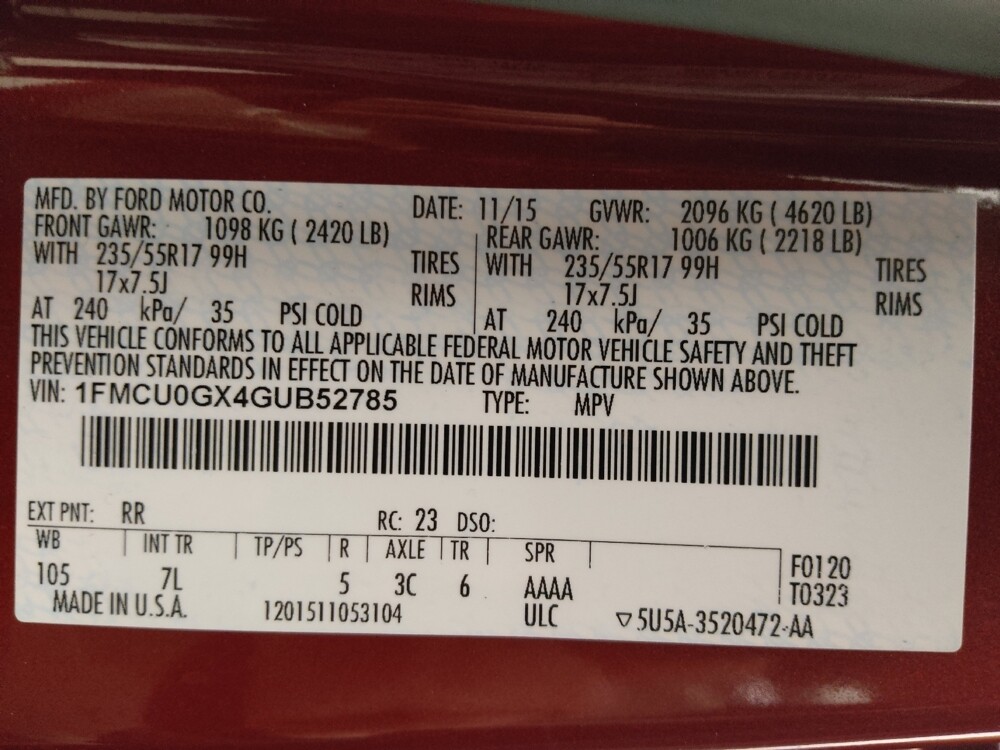 MFD. BY FORD MOTOR CO. DATE: 11/15 GVWR: 2096 KG ( 4620 LB)
FRONT GAWR: 1098 KG ( 2420 LB) REAR GAWR: 1006 KG ( 2218 LB)
WITH 235/55R17 99H TIRES WITH 235/55R17 99H TIRES
17x7.5J RIMS 17x7.5J RIMS
AT 240 kPa/ 35 PSI COLD AT 240 kPa/ 35 PSI COLD
THIS VEHICLE CONFORMS TO ALL APPLICABLE FEDERAL MOTOR VEHICLE SAFETY AND THEFT
PREVENTION STANDARDS IN EFFECT ON THE DATE OF MANUFACTURE SHOWN ABOVE.
VIN: 1FMCU0GX4GUB52785 TYPE: MPV
EXT PNT: RR RC: 23 DSO:
WB INT TR TP/PS R AXLE TR SPR F0120
105 7L 5 3C 6 AAAA T0323
MADE IN U.S.A. 1201511053104 ULC ▽5U5A-3520472-AA